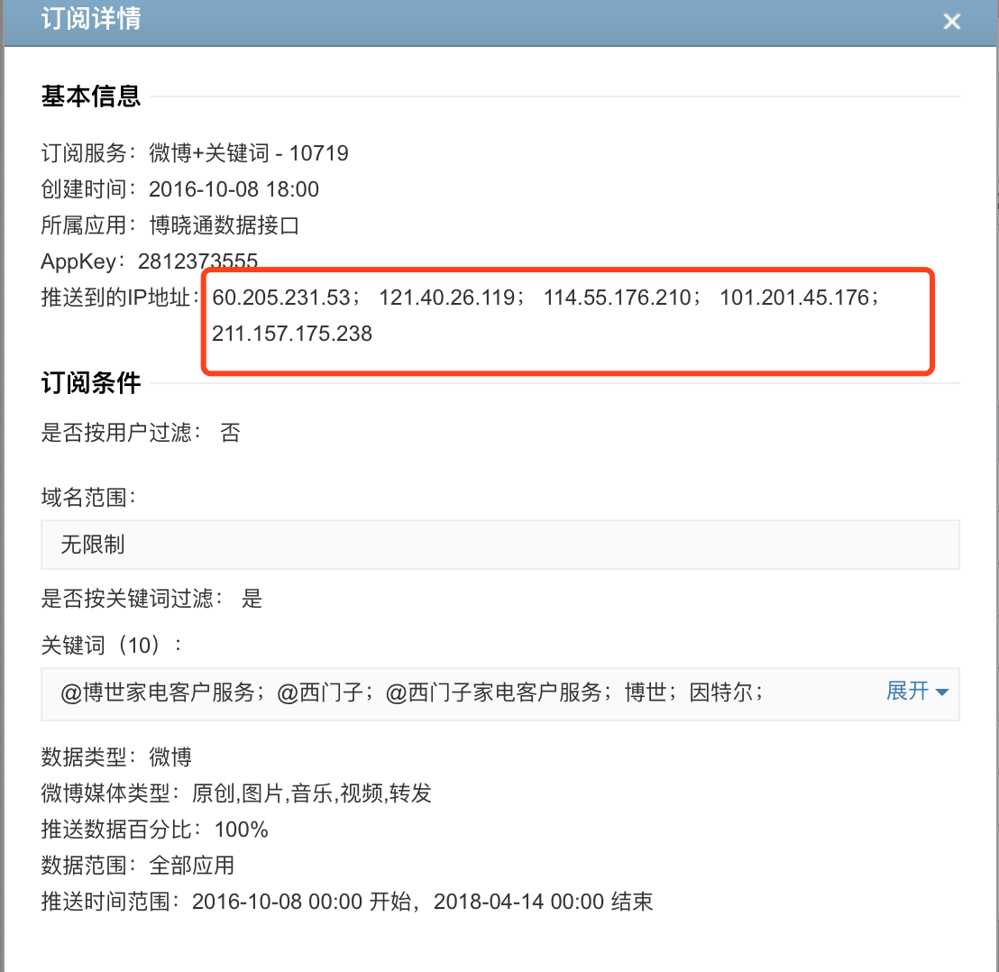 订阅详情
基本信息
订阅服务：微博+关键词 - 10719
创建时间：2016-10-08 18:00
所属应用：博晓通数据接口
AppKey：2812373555
推送到的IP地址：60.205.231.53； 121.40.26.119； 114.55.176.210； 101.201.45.176；
211.157.175.238
订阅条件
是否按用户过滤： 否
域名范围：
无限制
是否按关键词过滤： 是
关键词（10）：
@博世家电客户服务；@西门子；@西门子家电客户服务；博世；因特尔； 展开
数据类型：微博
微博媒体类型：原创,图片,音乐,视频,转发
推送数据百分比：100%
数据范围：全部应用
推送时间范围：2016-10-08 00:00 开始，2018-04-14 00:00 结束